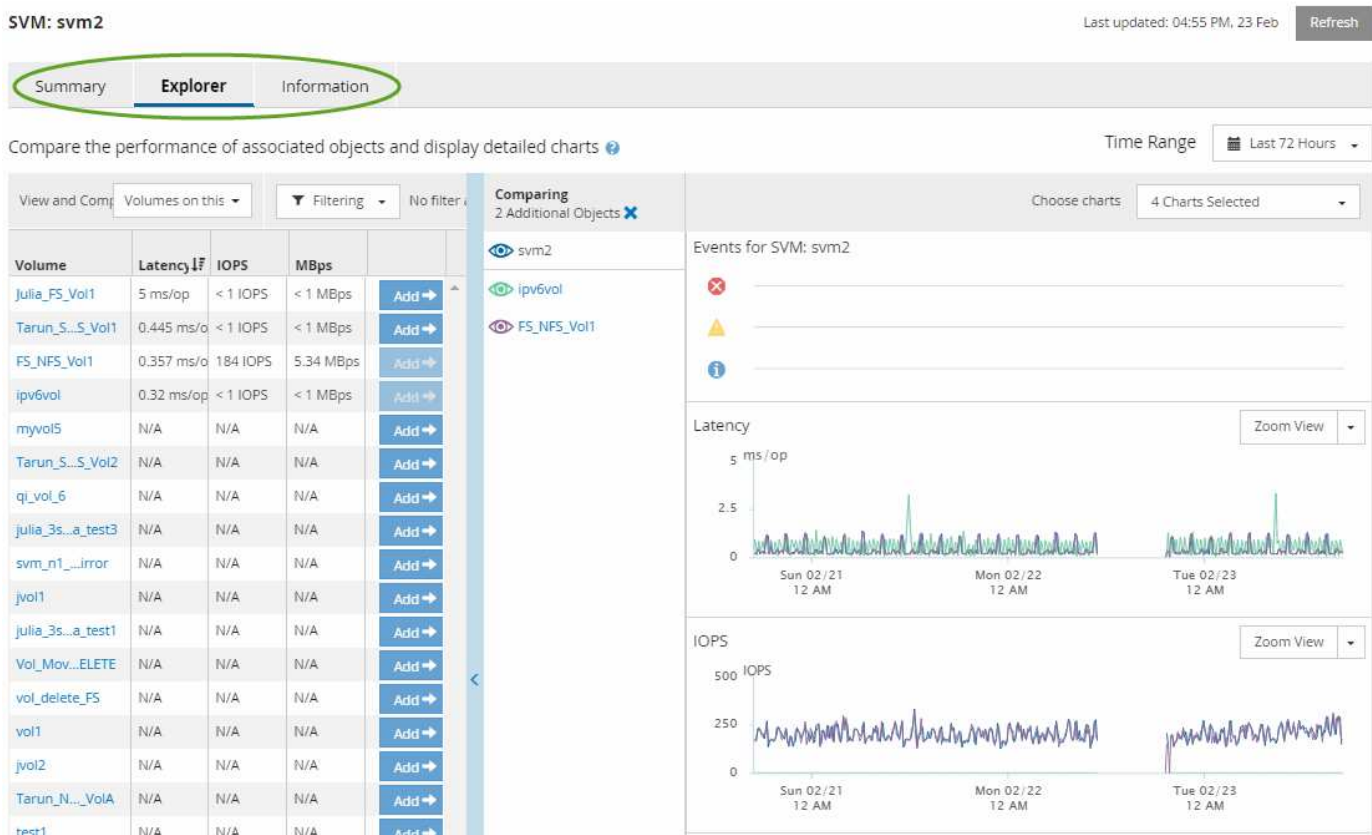 SVM: svm2
Last updated: 04:55 PM, 23 Feb Refresh
Summary Explorer Information
Compare the performance of associated objects and display detailed charts ?
Time Range Last 72 Hours
View and Comp Volumes on this Filtering No filter
Comparing
2 Additional Objects
Choose charts 4 Charts Selected
Volume Latency IOPS MBps
Julia_FS_Vol1 5 ms/op < 1 IOPS < 1 MBps Add
Tarun_S...S_Vol1 0.445 ms/o < 1 IOPS < 1 MBps Add
FS_NFS_Vol1 0.357 ms/o 184 IOPS 5.34 MBps Add
ipv6vol 0.32 ms/op < 1 IOPS < 1 MBps Add
myvol5 N/A N/A N/A Add
Tarun_S...S_Vol2 N/A N/A N/A Add
qi_vol_6 N/A N/A N/A Add
julia_3s...a_test3 N/A N/A N/A Add
svm_n1_...irror N/A N/A N/A Add
jvol1 N/A N/A N/A Add
julia_3s...a_test1 N/A N/A N/A Add
Vol_Mov...ELETE N/A N/A N/A Add
vol_delete_FS N/A N/A N/A Add
vol1 N/A N/A N/A Add
jvol2 N/A N/A N/A Add
Tarun_N..._VolA N/A N/A N/A Add
test1 N/A N/A N/A Add
svm2
ipv6vol
FS_NFS_Vol1
Events for SVM: svm2
Latency Zoom View
5 ms/op
2.5
0
Sun 02/21 Mon 02/22 Tue 02/23
12 AM 12 AM 12 AM
IOPS Zoom View
500 IOPS
250
0
Sun 02/21 Mon 02/22 Tue 02/23
12 AM 12 AM 12 AM